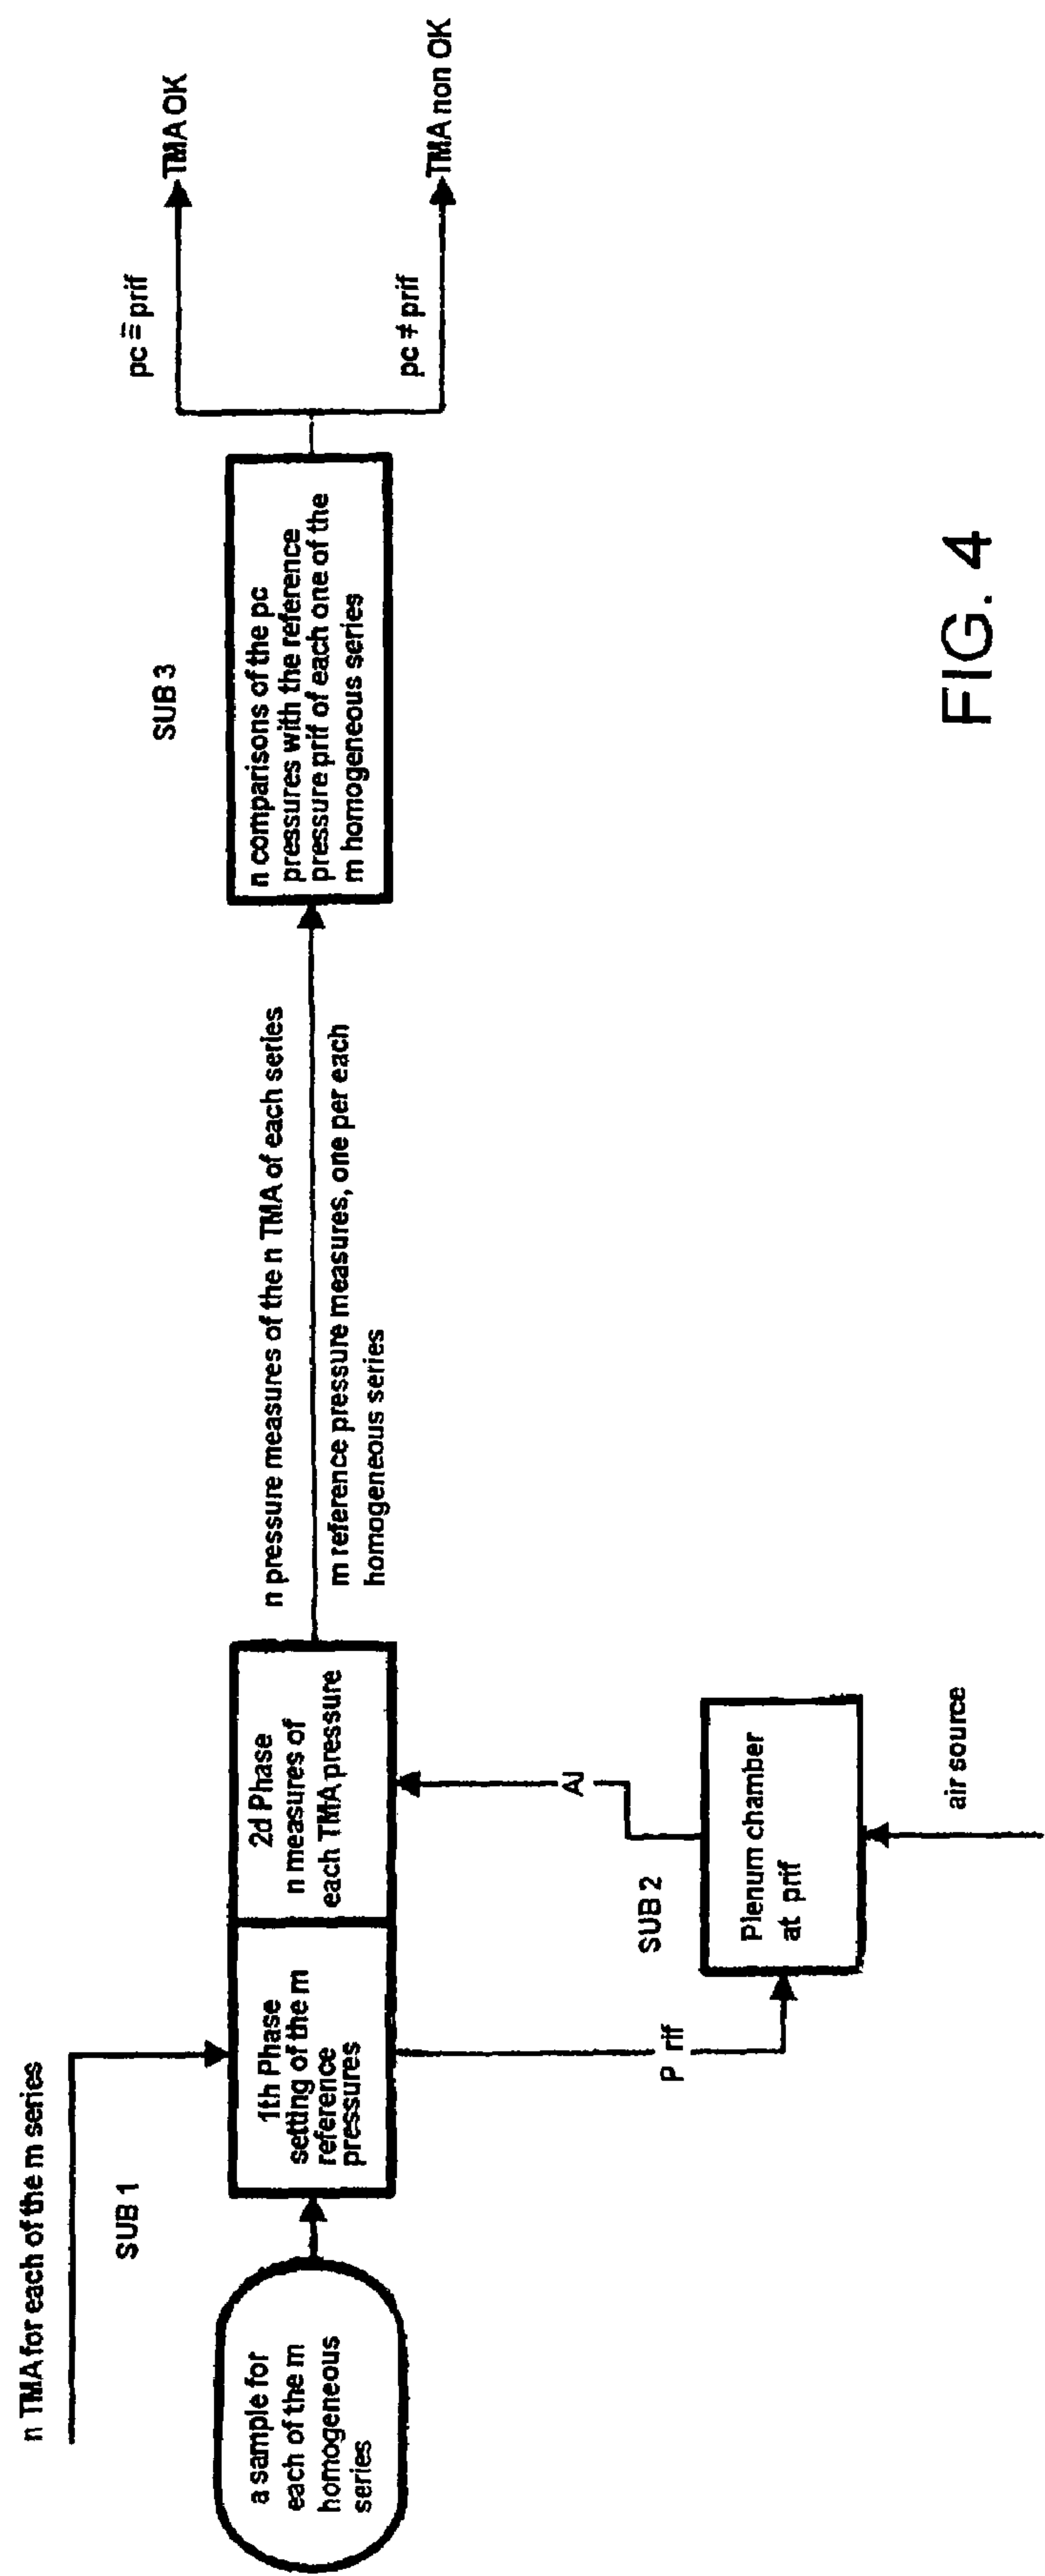 n TMA for each of the m series
SUB 1
a sample for
each of the m
homogeneous
series
1th Phase
setting of the m
reference
pressures
2d Phase
n measures of
each TMA pressure
P rif
AJ
SUB 2
Plenum chamber
at prif
air source
n pressure measures of the n TMA of each series
m reference pressure measures, one per each
homogeneous series
SUB 3
n comparisons of the pc
pressures with the reference
pressure prif of each one of the
m homogeneous series
pc ≅ prif
TMA OK
pc ≠ prif
TMA non OK
FIG. 4